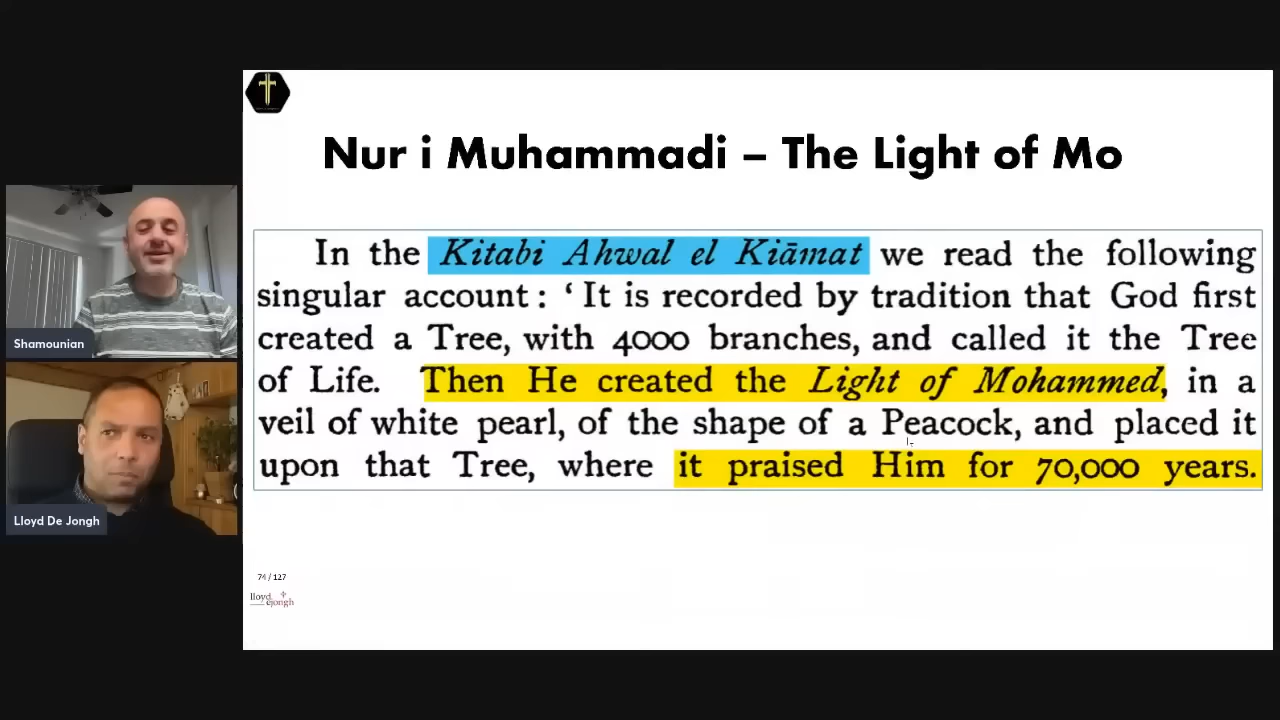 Nur i Muhammadi – The Light of Mo
In the Kitabi Ahwal el Kiāmat we read the following
singular account: ‘It is recorded by tradition that God first
created a Tree, with 4000 branches, and called it the Tree
of Life. Then He created the Light of Mohammed, in a
veil of white pearl, of the shape of a Peacock, and placed it
upon that Tree, where it praised Him for 70,000 years.
Shamounian
Lloyd De Jongh
74 / 127
lloyd
dejongh